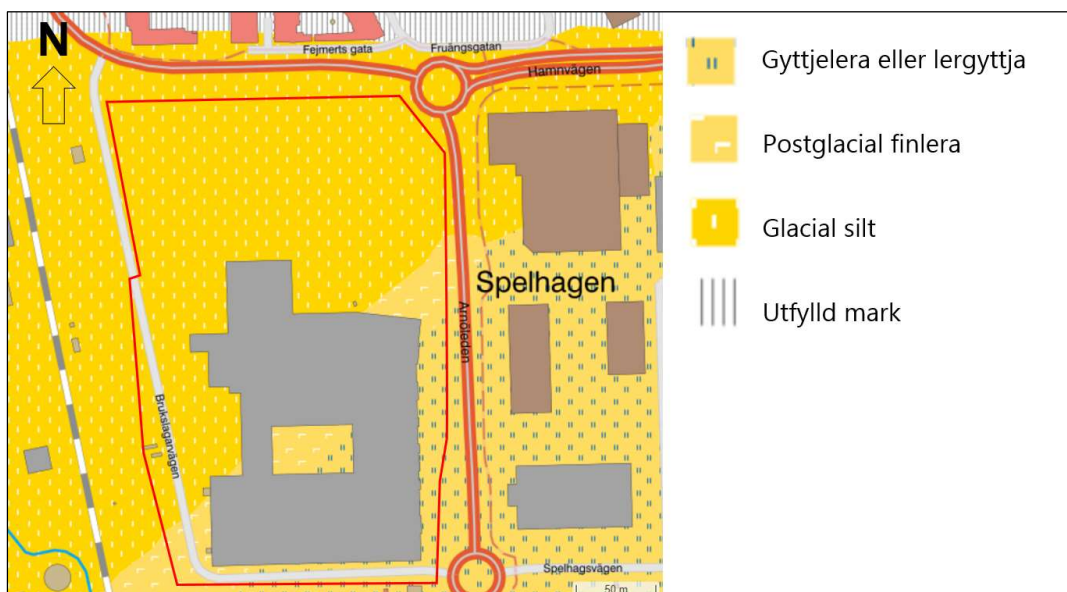 N
Fejmerts gata
Fruängsgatan
Hamnvägen
Spelhagen
Arnöleden
Brukslagarvägen
Spelhagsvägen
50 m
Gyttjelera eller lergyttja
Postglacial finlera
Glacial silt
Utfylld mark